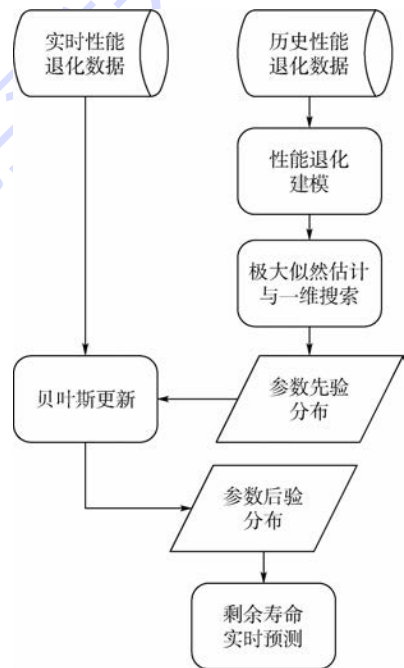 实时性能
退化数据
历史性能
退化数据
性能退化
建模
极大似然估计
与一维搜索
参数先验
分布
贝叶斯更新
参数后验
分布
剩余寿命
实时预测